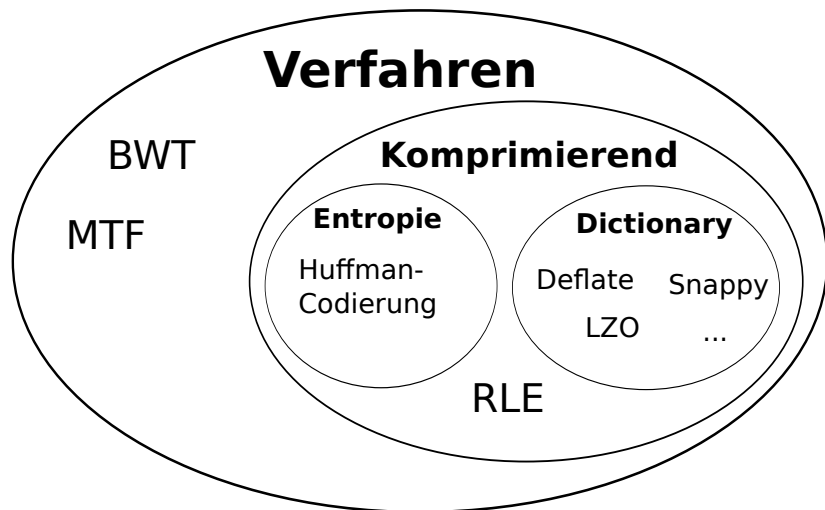 Verfahren
BWT
MTF
Komprimierend
Entropie
Huffman-
Codierung
Dictionary
Deflate
Snappy
LZO
...
RLE